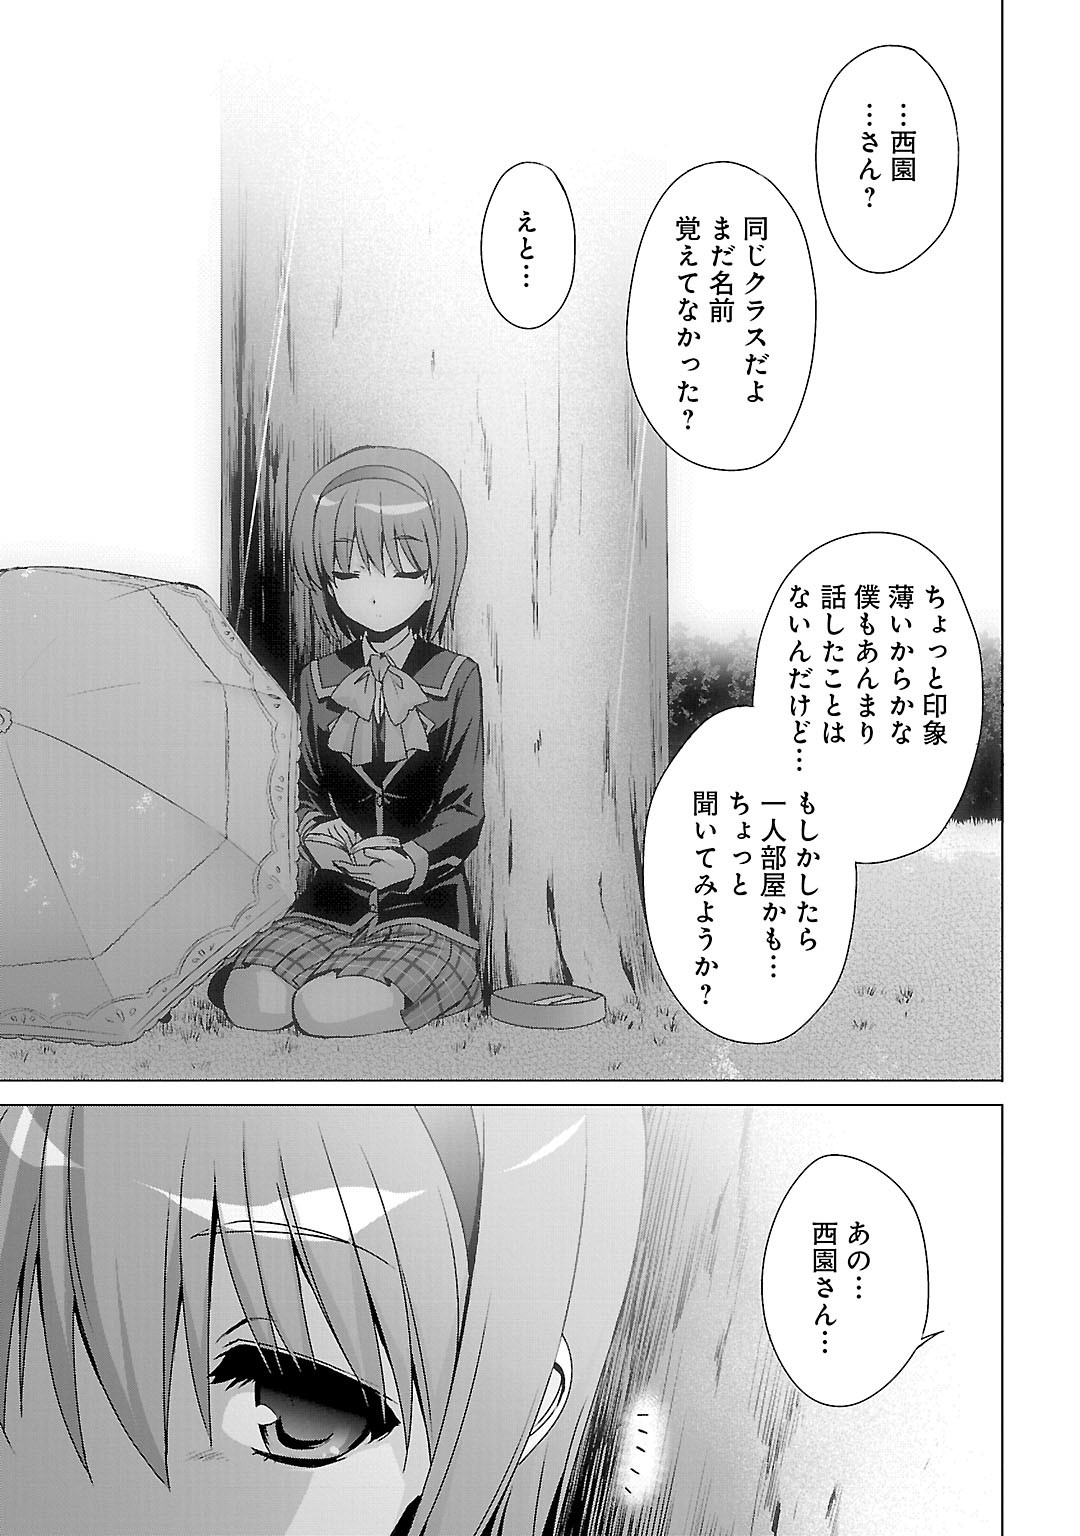 …西園
…さん?
同じクラスだよ
まだ名前
覚えてなかった?
えと…
ちょっと印象
薄いからかな
僕もあんまり
話したことは
ないんだけど…
もしかしたら
一人部屋かも…
ちょっと
聞いてみようか?
あの…
西園さん…